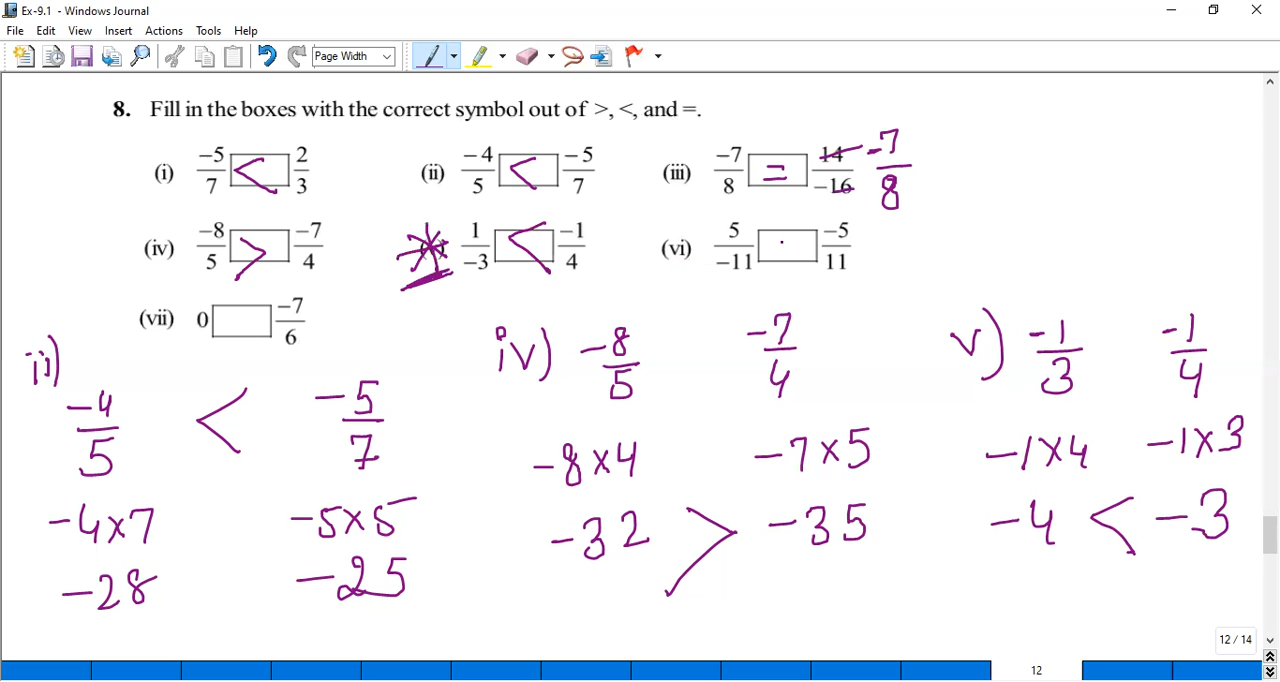 Ex-9.1 - Windows Journal
File Edit View Insert Actions Tools Help
Page Width
8. Fill in the boxes with the correct symbol out of >, <, and =.
(i) -5/7 < 2/3 (ii) -4/5 < -5/7 (iii) -7/8 = 14/-16 -7/8
(iv) -8/5 > -7/4 1/-3 < -1/4 (vi) 5/-11 -5/11
(vii) 0 -7/6
ii) -4/5 < -5/7
-4×7 -5×5
-28 -25
iv) -8/5 -7/4
-8×4 -7×5
-32 > -35
v) -1/3 -1/4
-1×4 -1×3
-4 < -3
12 / 14
12